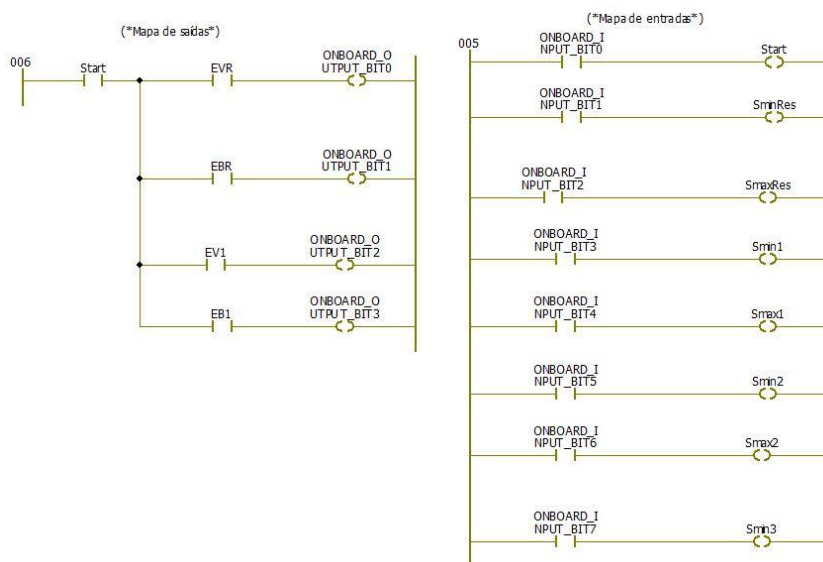 (*Mapa de saídas*)
006
Start
EVR
ONBOARD_O
UTPUT_BIT0
EBR
ONBOARD_O
UTPUT_BIT1
EV1
ONBOARD_O
UTPUT_BIT2
EB1
ONBOARD_O
UTPUT_BIT3
(*Mapa de entradas*)
005
ONBOARD_I
NPUT_BIT0
Start
ONBOARD_I
NPUT_BIT1
SminRes
ONBOARD_I
NPUT_BIT2
SmaxRes
ONBOARD_I
NPUT_BIT3
Smin1
ONBOARD_I
NPUT_BIT4
Smax1
ONBOARD_I
NPUT_BIT5
Smin2
ONBOARD_I
NPUT_BIT6
Smax2
ONBOARD_I
NPUT_BIT7
Smin3